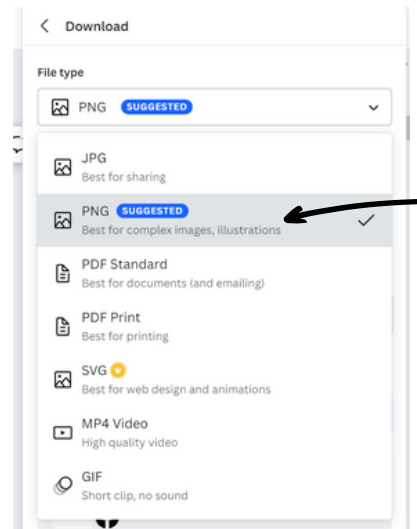 Download
File type
PNG SUGGESTED
JPG
Best for sharing
PNG SUGGESTED
Best for complex images, illustrations
PDF Standard
Best for documents (and emailing)
PDF Print
Best for printing
SVG
Best for web design and animations
MP4 Video
High quality video
GIF
Short clip, no sound